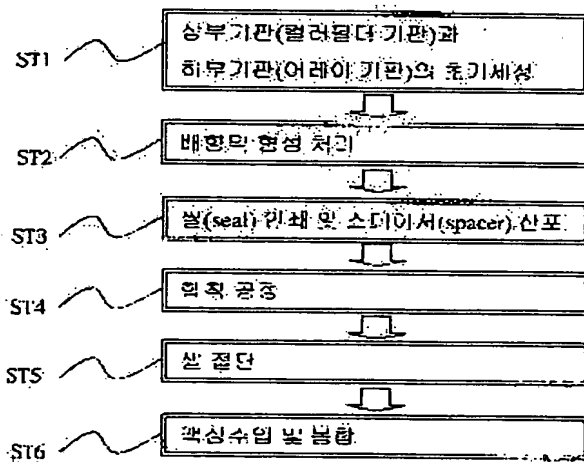 ST1
상부기판(컬러필터 기판)과
하부기판(어레이 기판)의 초기세정
ST2
배향막 형성 처리
ST3
씰(seal) 인쇄 및 스페이서(spacer) 산포
ST4
합착 공정
ST5
셀 절단
ST6
액정주입 및 봉합